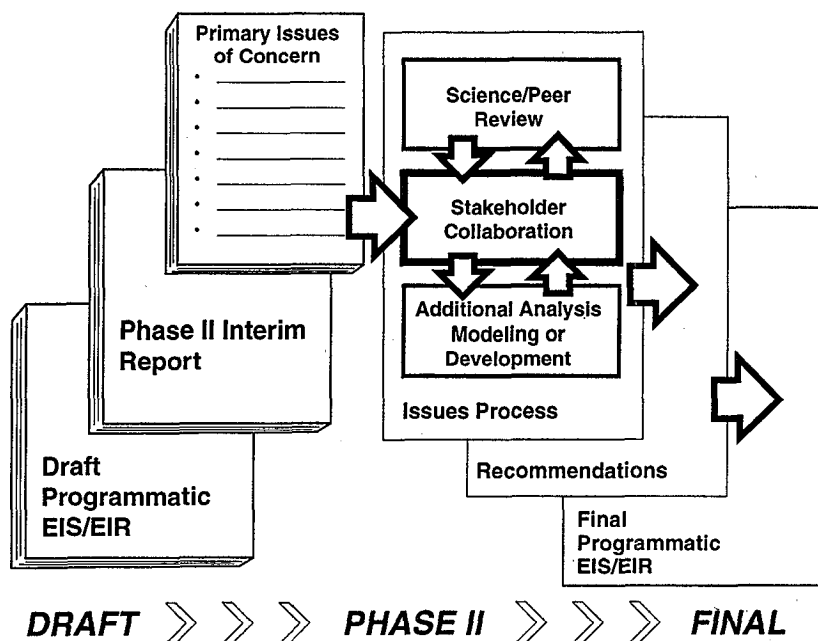 Primary Issues
of Concern
Phase II Interim
Report
Draft
Programmatic
EIS/EIR
Science/Peer
Review
Stakeholder
Collaboration
Additional Analysis
Modeling or
Development
Issues Process
Recommendations
Final
Programmatic
EIS/EIR
DRAFT PHASE II FINAL